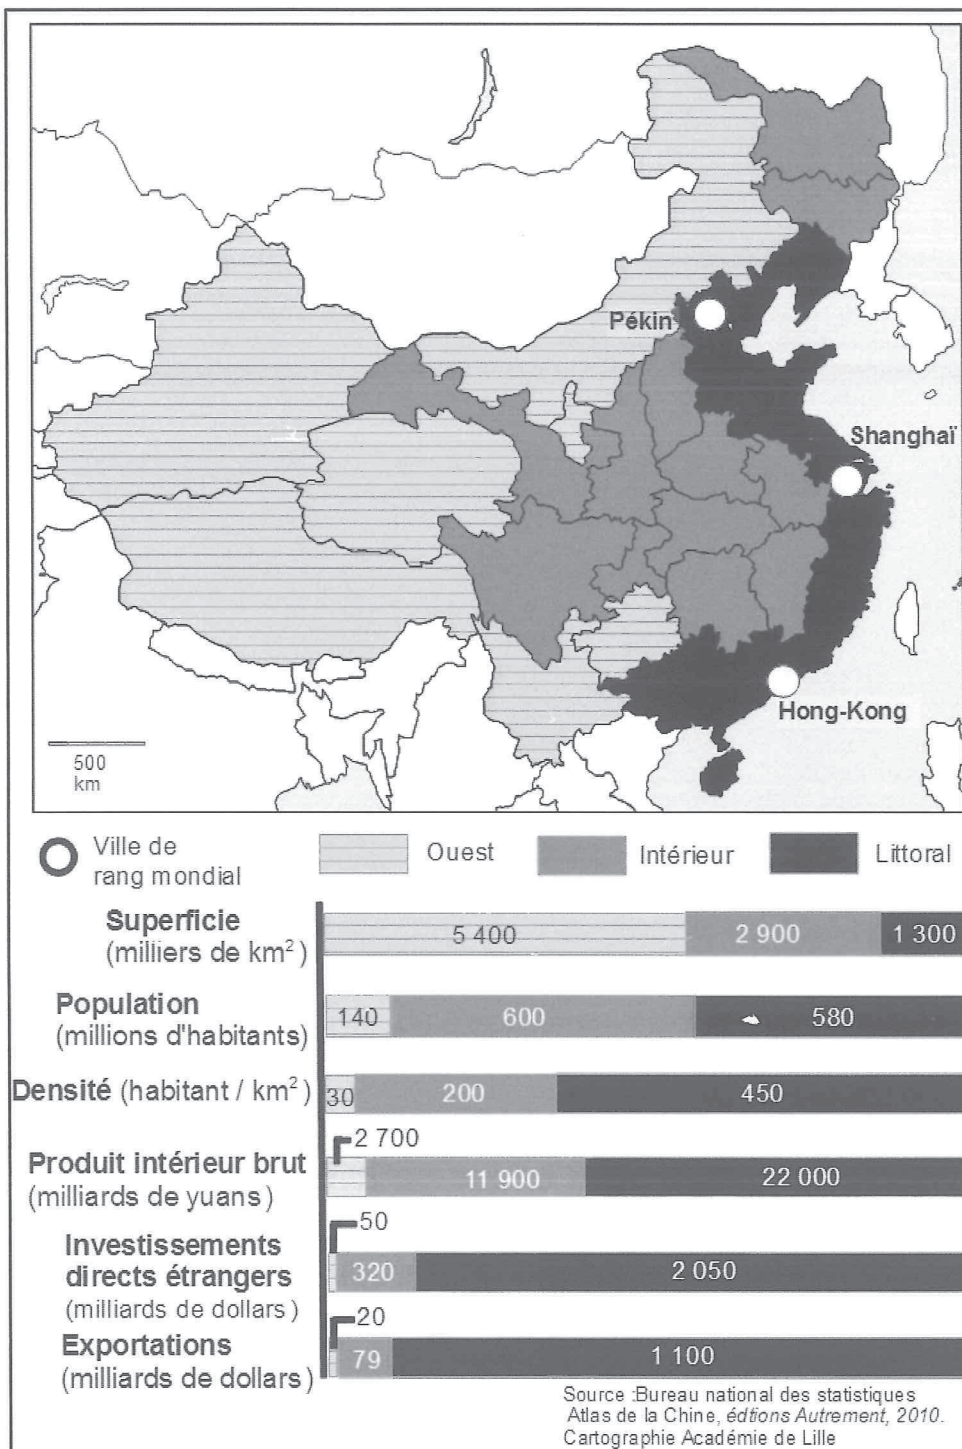 Pékin
Shanghaï
Hong-Kong
500
km
Ville de
rang mondial
Ouest
Intérieur
Littoral
Superficie
(milliers de km²)
5 400
2 900
1 300
Population
(millions d'habitants)
140
600
580
Densité (habitant / km²)
30
200
450
Produit intérieur brut
(milliards de yuans)
2 700
11 900
22 000
Investissements
directs étrangers
(milliards de dollars)
50
320
2 050
Exportations
(milliards de dollars)
20
79
1 100
Source :Bureau national des statistiques
Atlas de la Chine, édtions Autrement, 2010.
Cartographie Académie de Lille